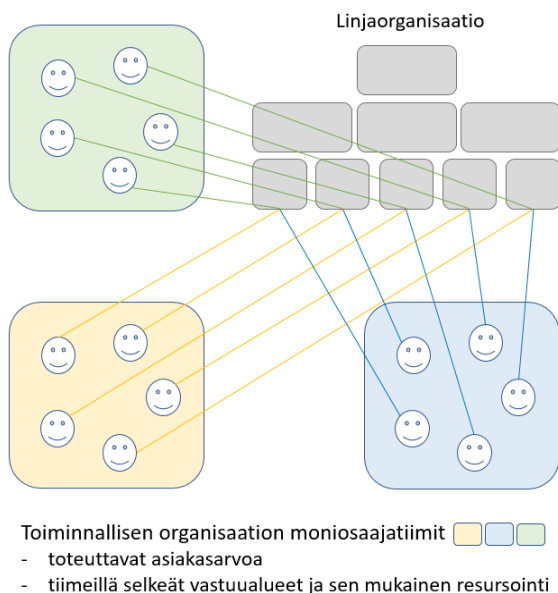 Linjaorganisaatio
Toiminnallisen organisaation moniosaajatiimit
- toteuttavat asiakasarvoa
- tiimeillä selkeät vastuualueet ja sen mukainen resursointi